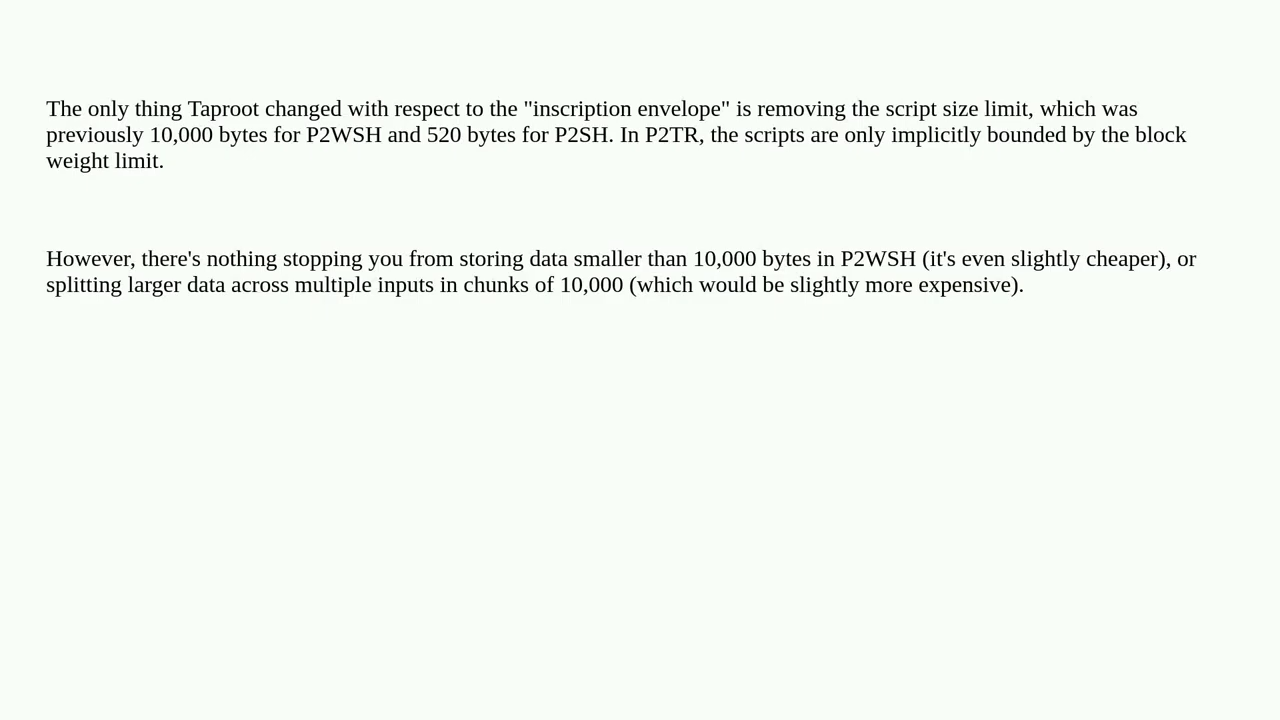 The only thing Taproot changed with respect to the "inscription envelope" is removing the script size limit, which was
previously 10,000 bytes for P2WSH and 520 bytes for P2SH. In P2TR, the scripts are only implicitly bounded by the block
weight limit.
However, there's nothing stopping you from storing data smaller than 10,000 bytes in P2WSH (it's even slightly cheaper), or
splitting larger data across multiple inputs in chunks of 10,000 (which would be slightly more expensive).